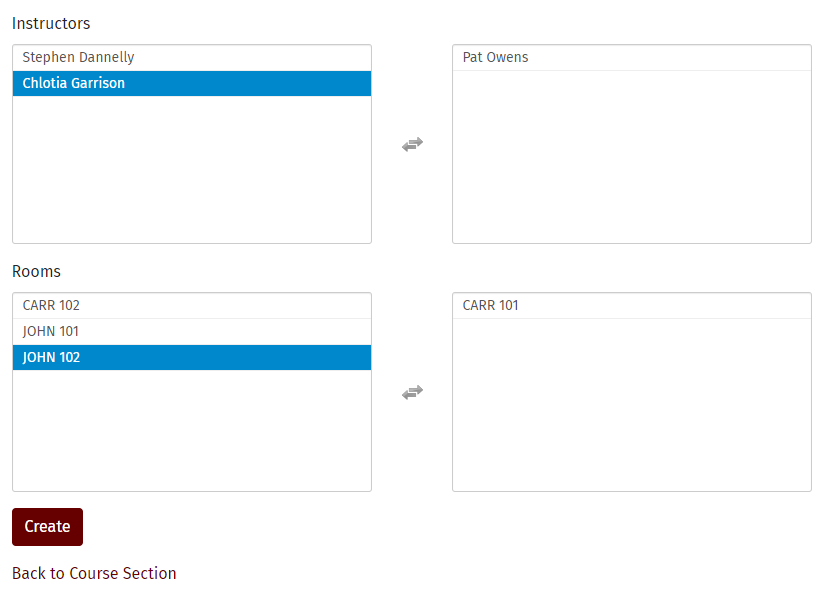 Instructors
Stephen Dannelly
Chlotia Garrison
Pat Owens
Rooms
CARR 102
JOHN 101
JOHN 102
CARR 101
Create
Back to Course Section